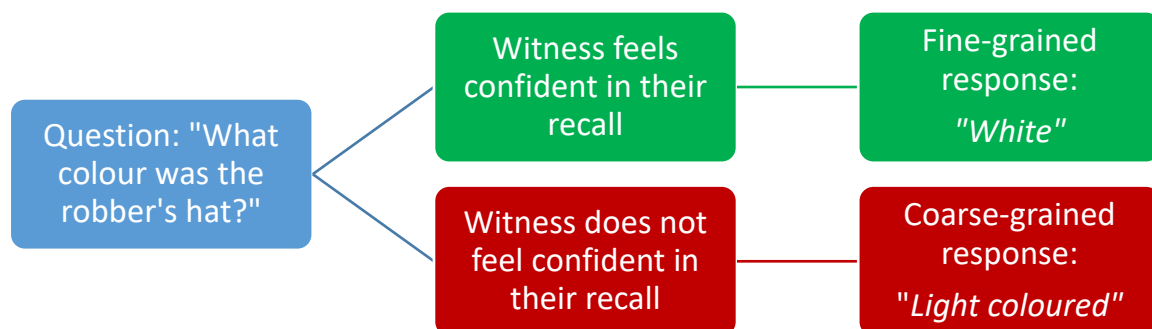 Question: "What
colour was the
robber's hat?"
Witness feels
confident in their
recall
Fine-grained
response:
"White"
Witness does not
feel confident in
their recall
Coarse-grained
response:
"Light coloured"